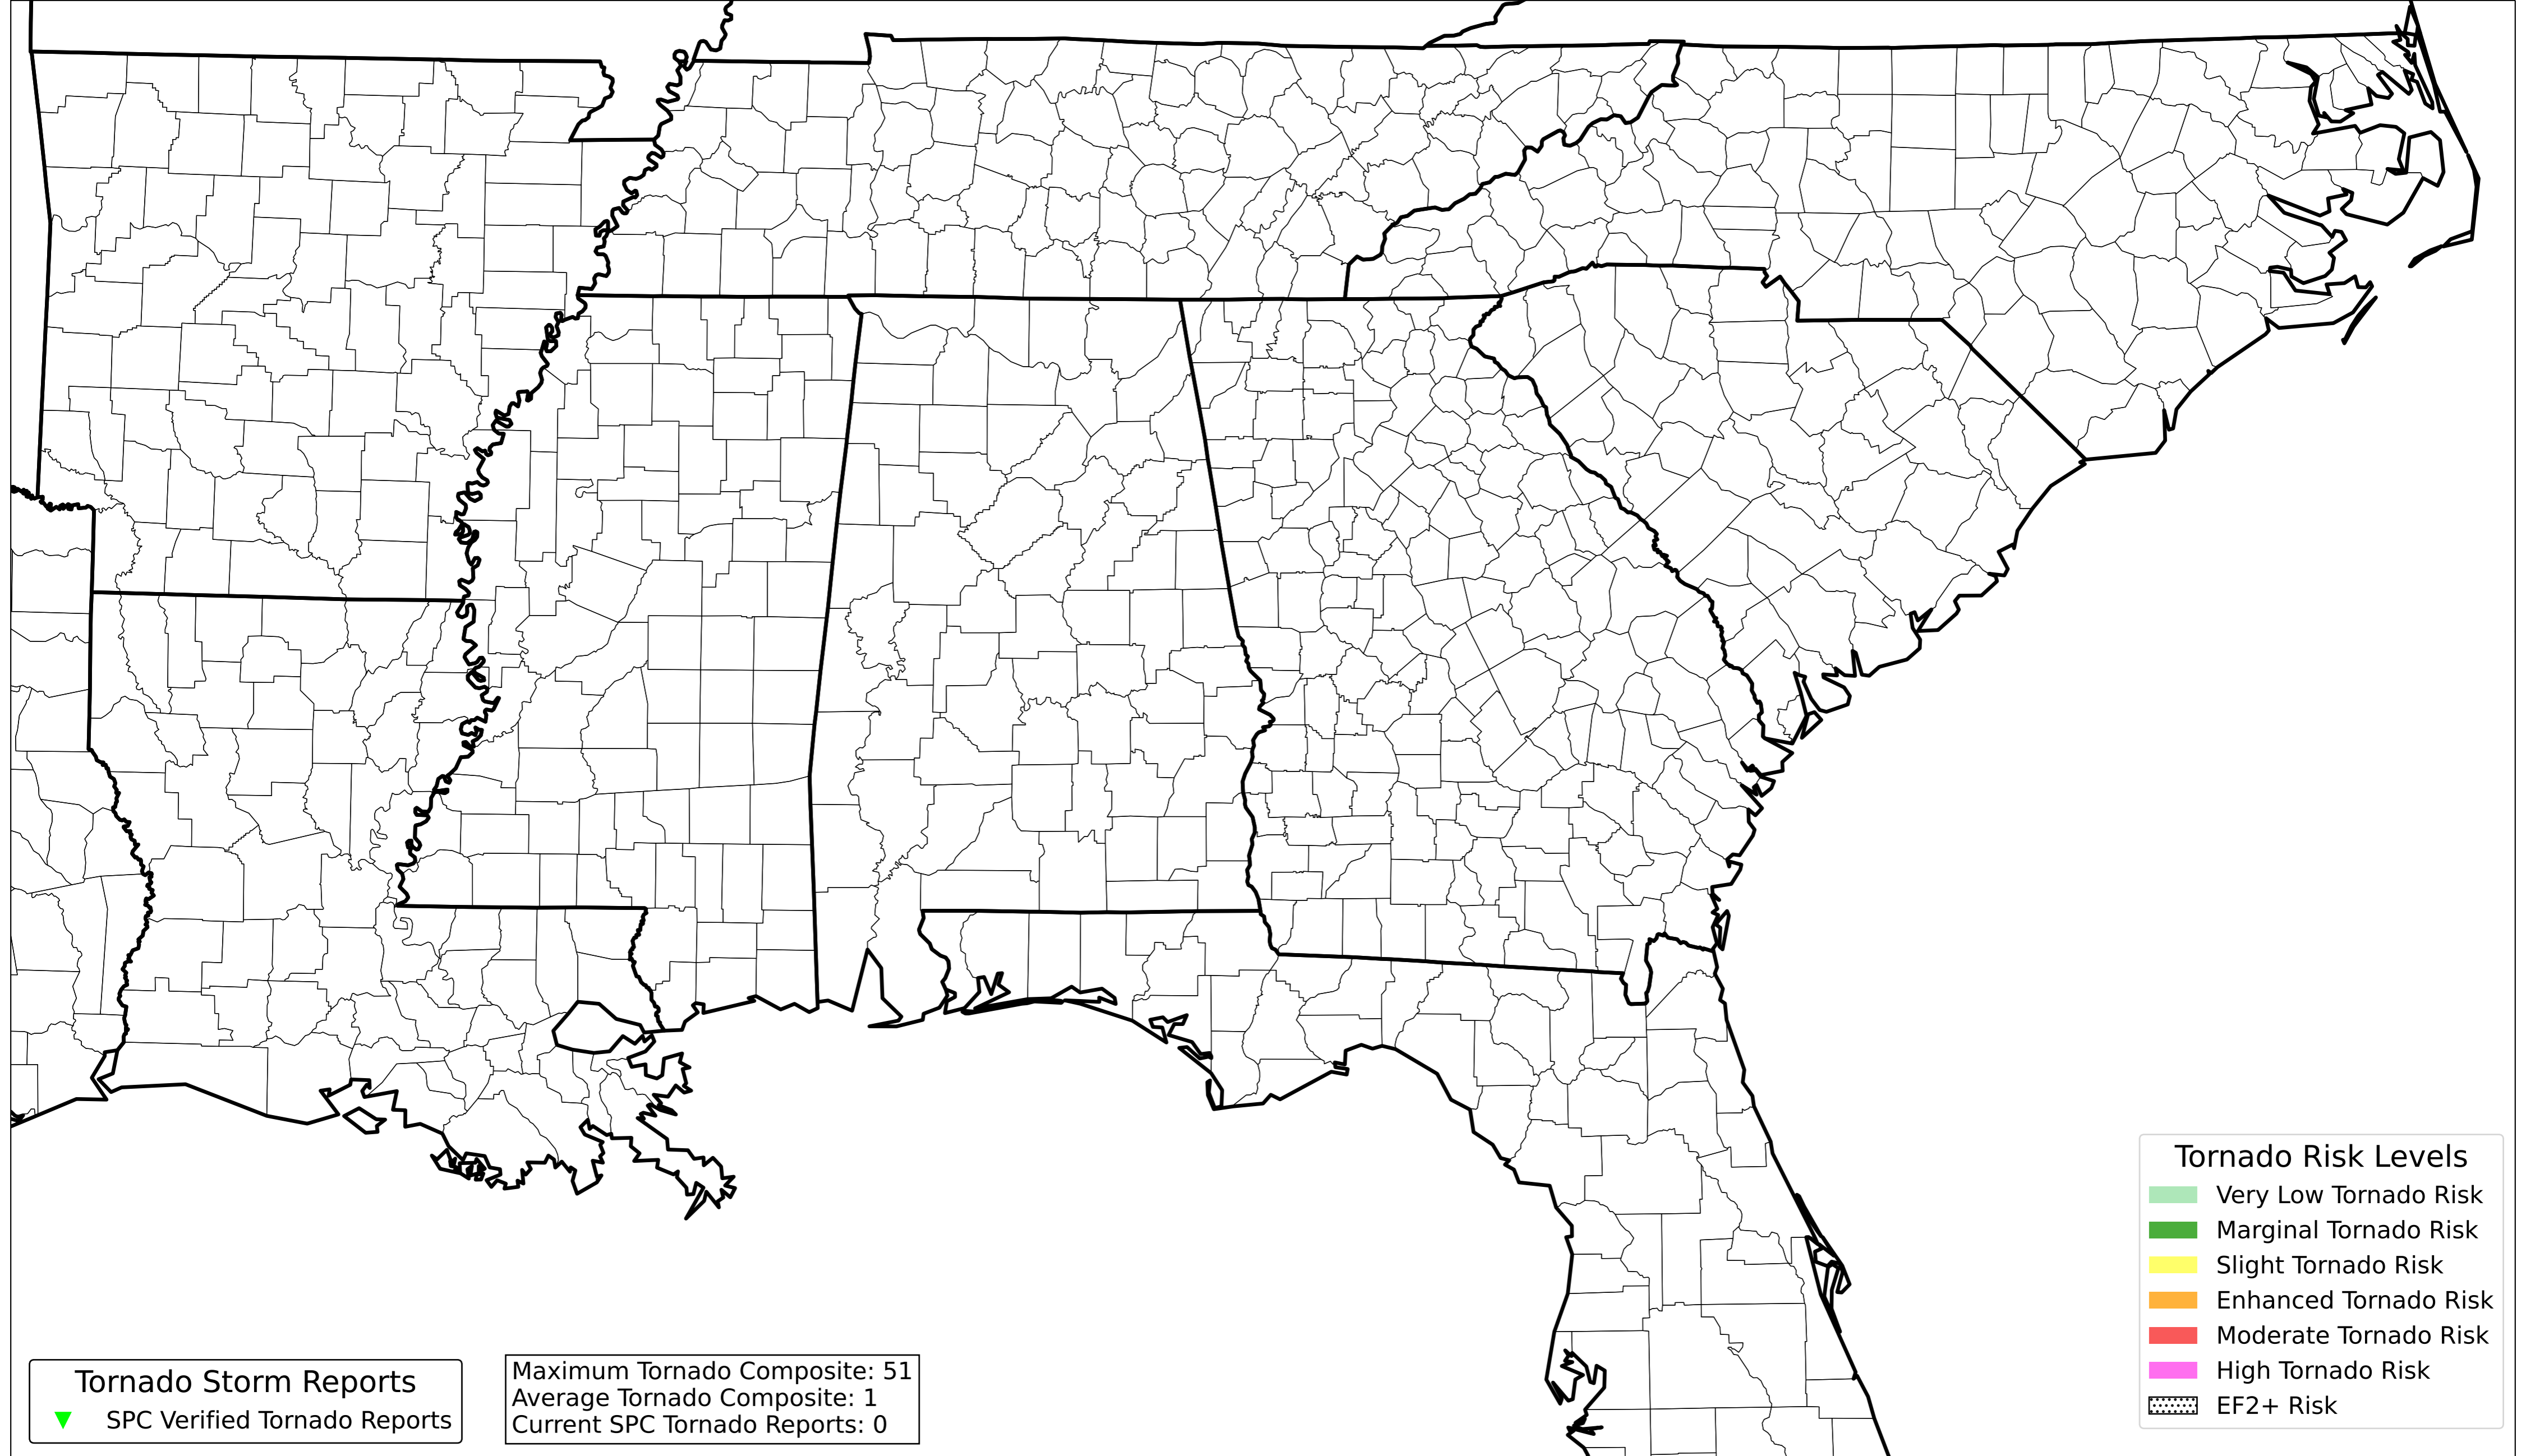 Tornado Risk Levels
Very Low Tornado Risk
Marginal Tornado Risk
Slight Tornado Risk
Enhanced Tornado Risk
Moderate Tornado Risk
High Tornado Risk
EF2+ Risk
Tornado Storm Reports
SPC Verified Tornado Reports
Maximum Tornado Composite: 51
Average Tornado Composite: 1
Current SPC Tornado Reports: 0